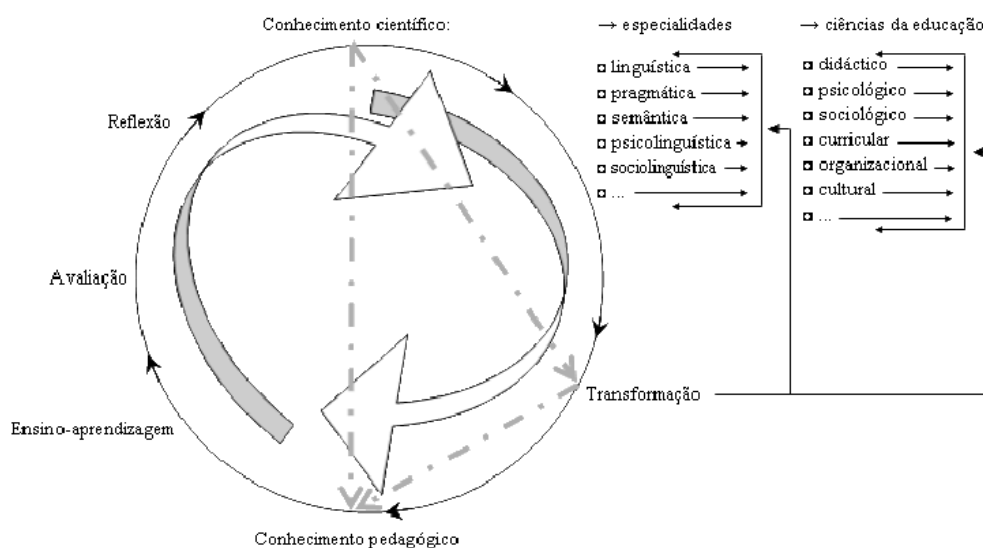 Conhecimento científico:
→ especialidades
→ ciências da educação
linguística
pragmática
semântica
psicolinguística
sociolinguística
...
didáctico
psicológico
sociológico
curricular
organizacional
cultural
...
Reflexão
Avaliação
Transformação
Ensino-aprendizagem
Conhecimento pedagógico